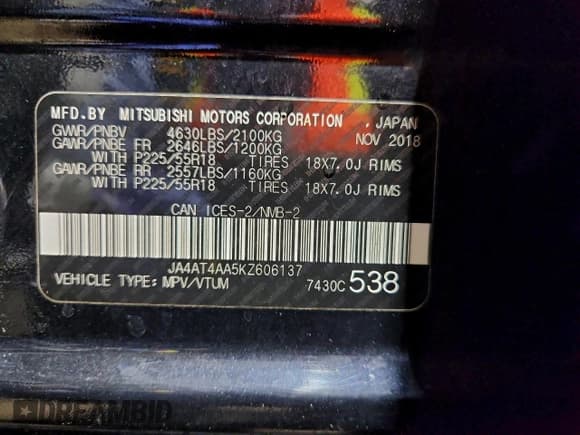 MFD.BY MITSUBISHI MOTORS CORPORATION , JAPAN
GVWR/PNBV 4630LBS/2100KG NOV 2018
GAWR/PNBE FR 2646LBS/1200KG
WITH P225/55R18 TIRES 18X7.0J RIMS
GAWR/PNBE RR 2557LBS/1160KG
WITH P225/55R18 TIRES 18X7.0J RIMS
CAN ICES-2/NMB-2
JA4AT4AA5KZ606137
VEHICLE TYPE:MPV/VTUM 7430C 538
DREAMBID